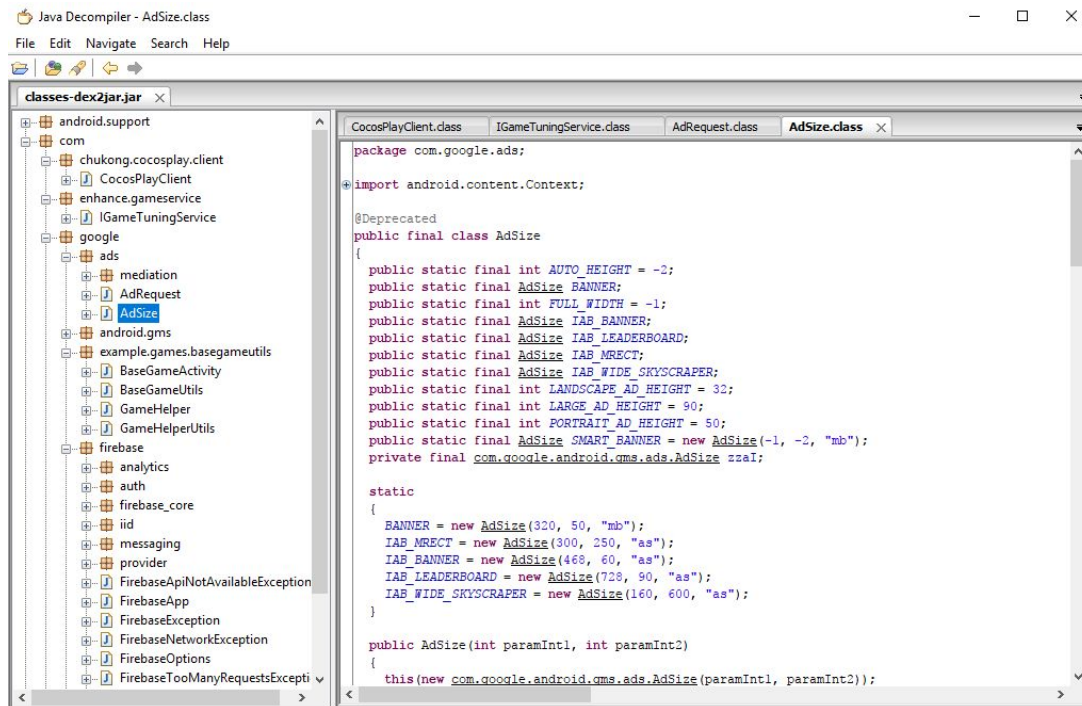 Java Decompiler - AdSize.class
File Edit Navigate Search Help
classes-dex2jar.jar
android.support
com
chukong.cocosplay.client
CocosPlayClient
enhance.gameservice
IGameTuningService
google
ads
mediation
AdRequest
AdSize
android.gms
example.games.basegameutils
BaseGameActivity
BaseGameUtils
GameHelper
GameHelperUtils
firebase
analytics
auth
firebase_core
iid
messaging
provider
FirebaseApiNotAvailableException
FirebaseApp
FirebaseException
FirebaseNetworkException
FirebaseOptions
FirebaseTooManyRequestsExcepti
CocosPlayClient.class IGameTuningService.class AdRequest.class AdSize.class
package com.google.ads;
import android.content.Context;
@Deprecated
public final class AdSize
{
public static final int AUTO_HEIGHT = -2;
public static final AdSize BANNER;
public static final int FULL_WIDTH = -1;
public static final AdSize IAB_BANNER;
public static final AdSize IAB_LEADERBOARD;
public static final AdSize IAB_MRECT;
public static final AdSize IAB_WIDE_SKYSCRAPER;
public static final int LANDSCAPE_AD_HEIGHT = 32;
public static final int LARGE_AD_HEIGHT = 90;
public static final int PORTRAIT_AD_HEIGHT = 50;
public static final AdSize SMART_BANNER = new AdSize(-1, -2, "mb");
private final com.google.android.gms.ads.AdSize zzaI;
static
{
BANNER = new AdSize(320, 50, "mb");
IAB_MRECT = new AdSize(300, 250, "as");
IAB_BANNER = new AdSize(468, 60, "as");
IAB_LEADERBOARD = new AdSize(728, 90, "as");
IAB_WIDE_SKYSCRAPER = new AdSize(160, 600, "as");
}
public AdSize(int paramInt1, int paramInt2)
{
this(new com.google.android.gms.ads.AdSize(paramInt1, paramInt2));